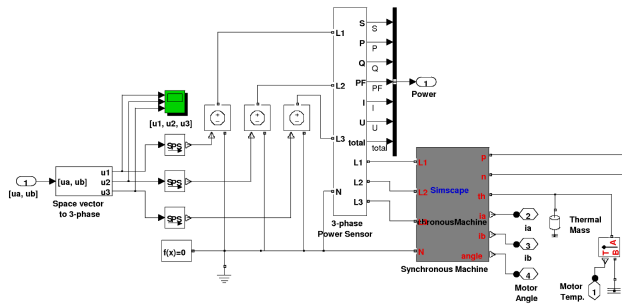 S
S
P
P
Q
Q
PF
PF
I
I
U
U
total
total
L1
L2
L3
N
L1
L2
L3
3-phase
Power Sensor
1
Power
[u1, u2, u3]
1
[ua, ub]
[ua, ub]
u1
u2
u3
Space vector
to 3-phase
SPS
SPS
SPS
f(x)=0
L1
L2
N
Simscape
chronousMachine
p
n
th
ia
ib
angle
Synchronous Machine
2
ia
3
ib
4
Motor
Angle
Thermal
Mass
T
A
B
1
Motor
Temp.